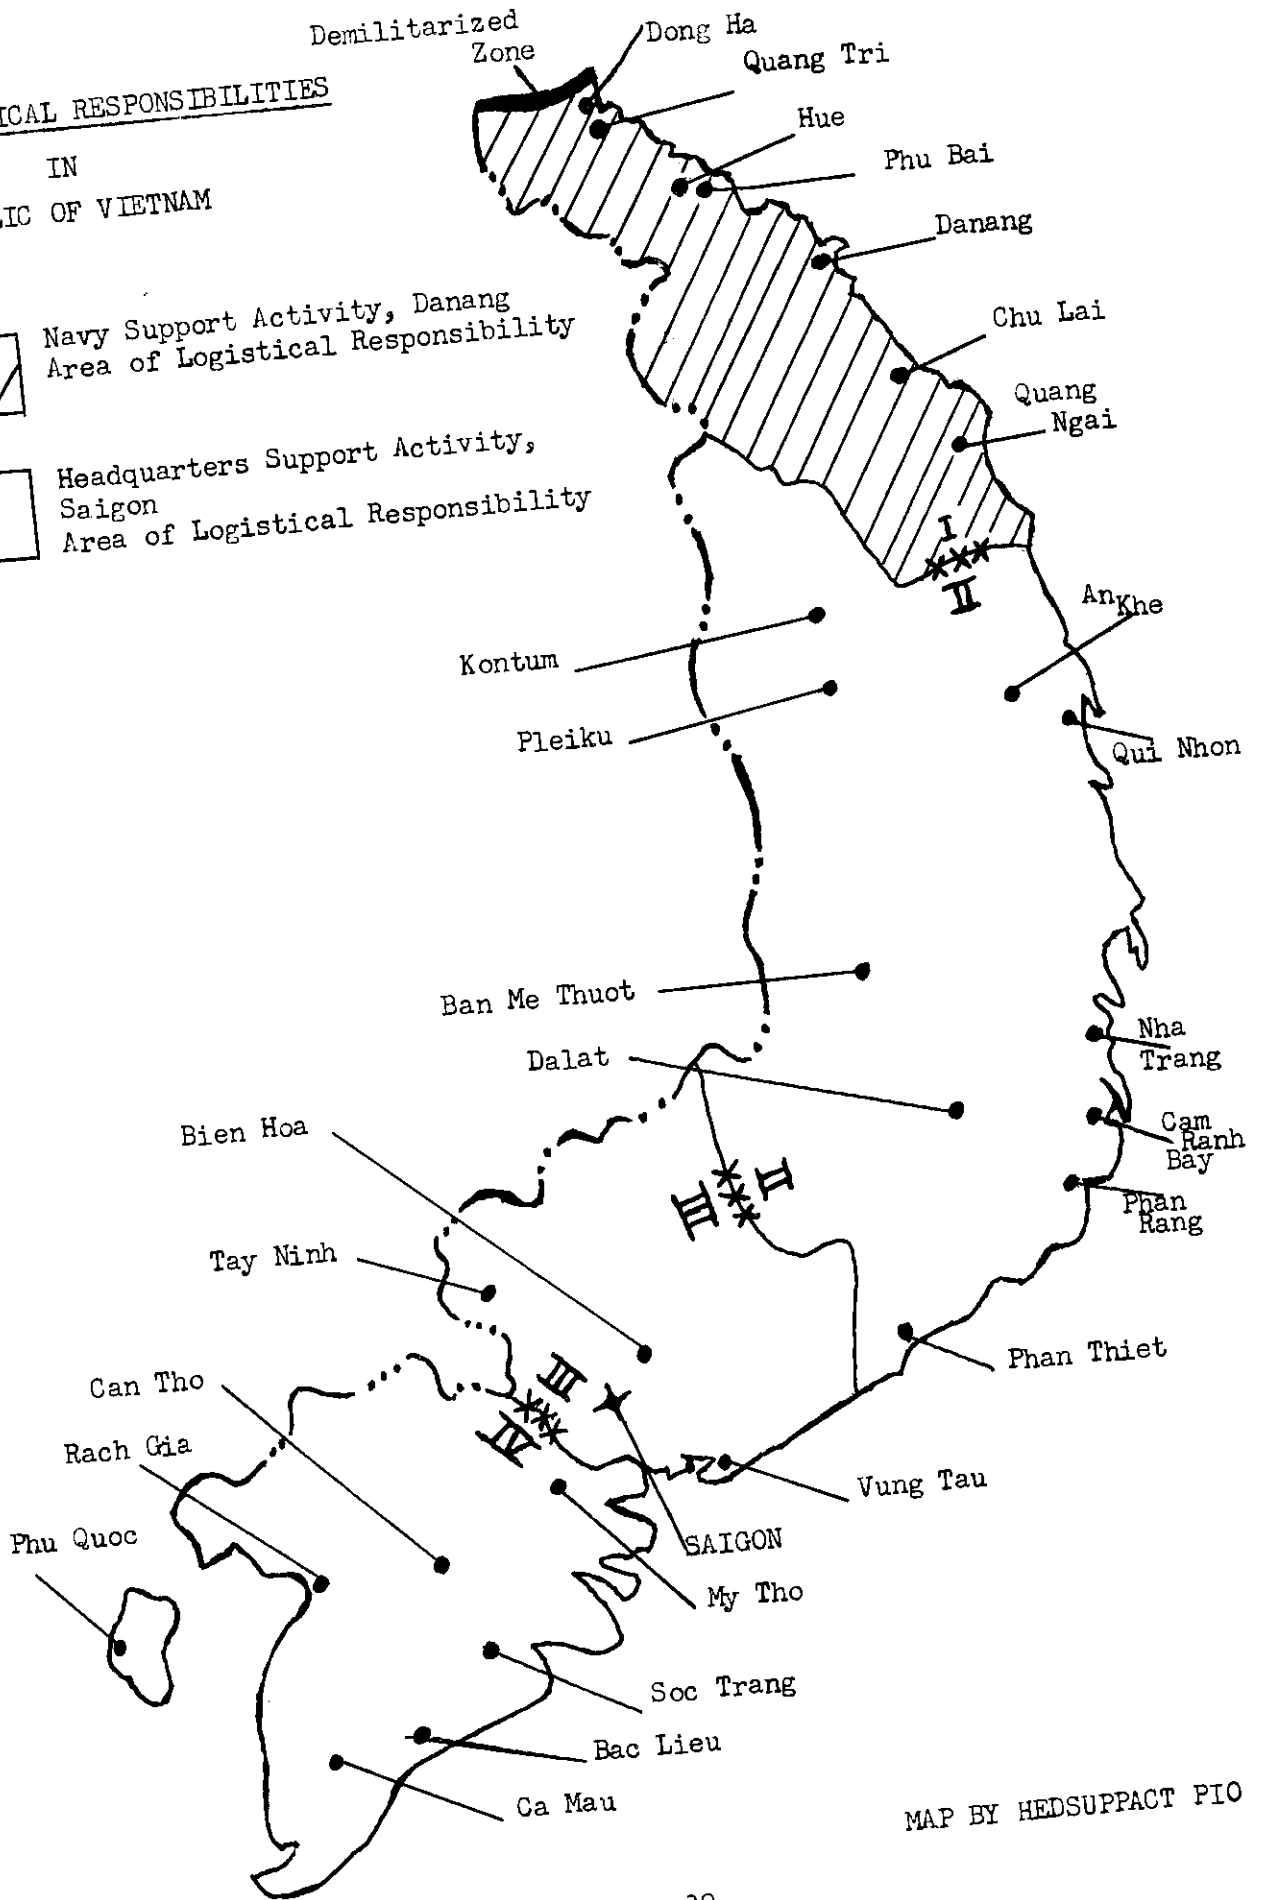 Demilitarized
Zone
Dong Ha
Quang Tri
ICAL RESPONSIBILITIES
IN
LIC OF VIETNAM
Hue
Phu Bai
Danang
Navy Support Activity, Danang
Area of Logistical Responsibility
Chu Lai
Quang
Ngai
Headquarters Support Activity,
Saigon
Area of Logistical Responsibility
I
II
An Khe
Kontum
Pleiku
Qui Nhon
Ban Me Thuot
Nha
Trang
Dalat
Cam
Ranh
Bay
Bien Hoa
II
III
Phan
Rang
Tay Ninh
Phan Thiet
Can Tho
III
IV
Rach Gia
Vung Tau
Phu Quoc
SAIGON
My Tho
Soc Trang
Bac Lieu
Ca Mau
MAP BY HEDSUPPACT PIO